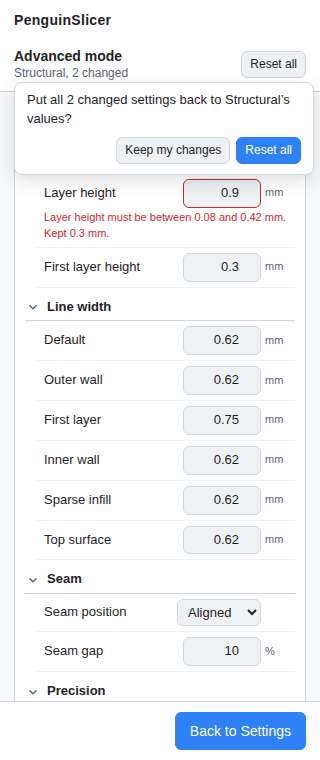 PenguinSlicer
Advanced mode
Structural, 2 changed
Reset all
Put all 2 changed settings back to Structural’s
values?
Keep my changes
Reset all
Layer height 0.9 mm
Layer height must be between 0.08 and 0.42 mm.
Kept 0.3 mm.
First layer height 0.3 mm
Line width
Default 0.62 mm
Outer wall 0.62 mm
First layer 0.75 mm
Inner wall 0.62 mm
Sparse infill 0.62 mm
Top surface 0.62 mm
Seam
Seam position Aligned
Seam gap 10 %
Precision
Back to Settings